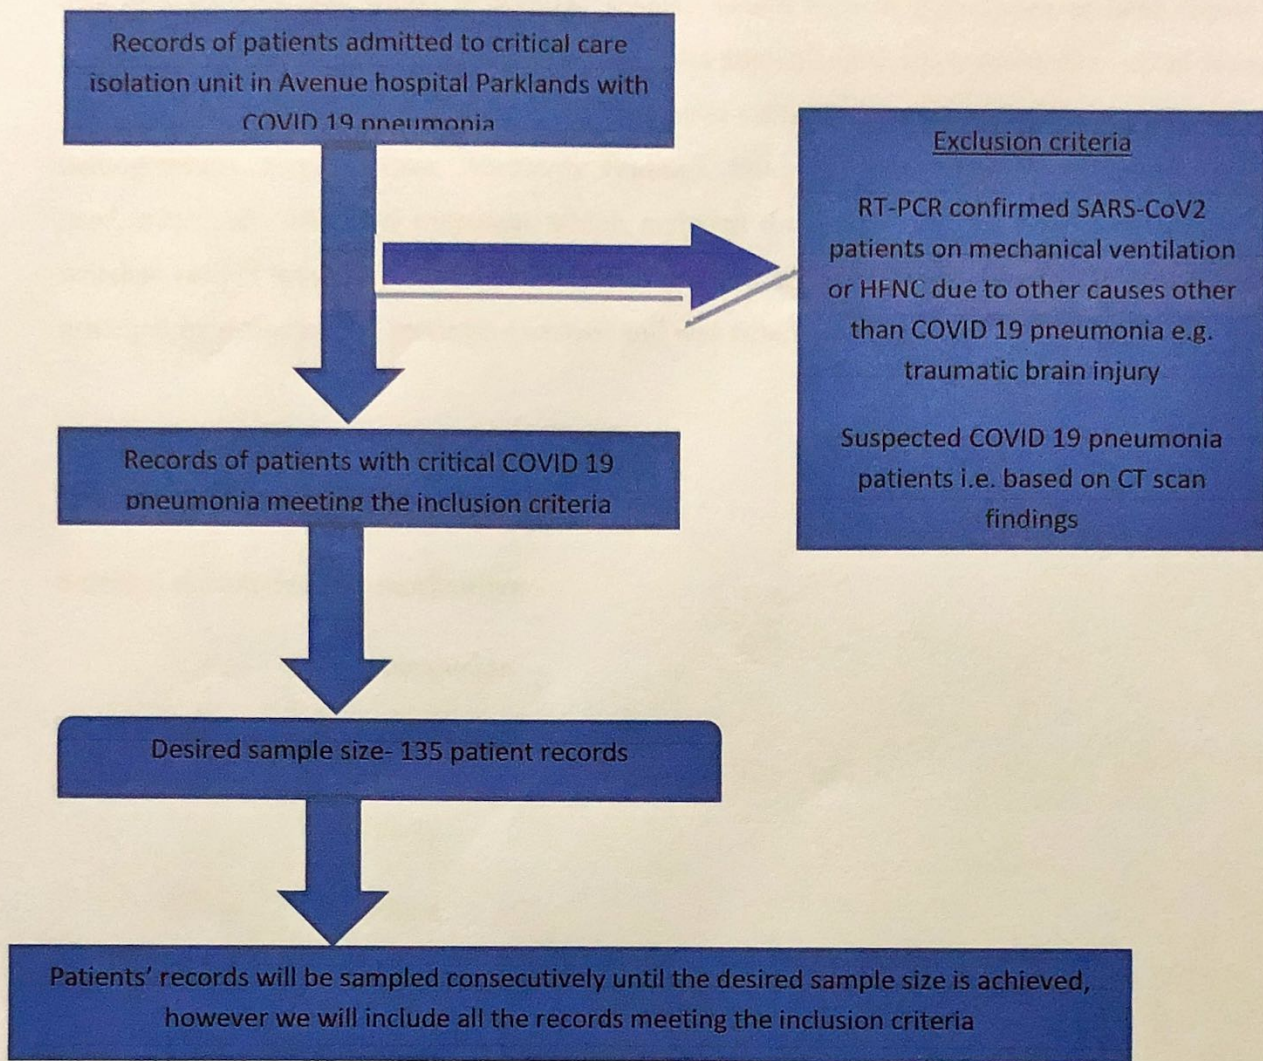 Records of patients admitted to critical care
isolation unit in Avenue hospital Parklands with
COVID 19 pneumonia
Exclusion criteria
RT-PCR confirmed SARS-CoV2
patients on mechanical ventilation
or HFNC due to other causes other
than COVID 19 pneumonia e.g.
traumatic brain injury
Suspected COVID 19 pneumonia
patients i.e. based on CT scan
findings
Records of patients with critical COVID 19
pneumonia meeting the inclusion criteria
Desired sample size- 135 patient records
Patients’ records will be sampled consecutively until the desired sample size is achieved,
however we will include all the records meeting the inclusion criteria